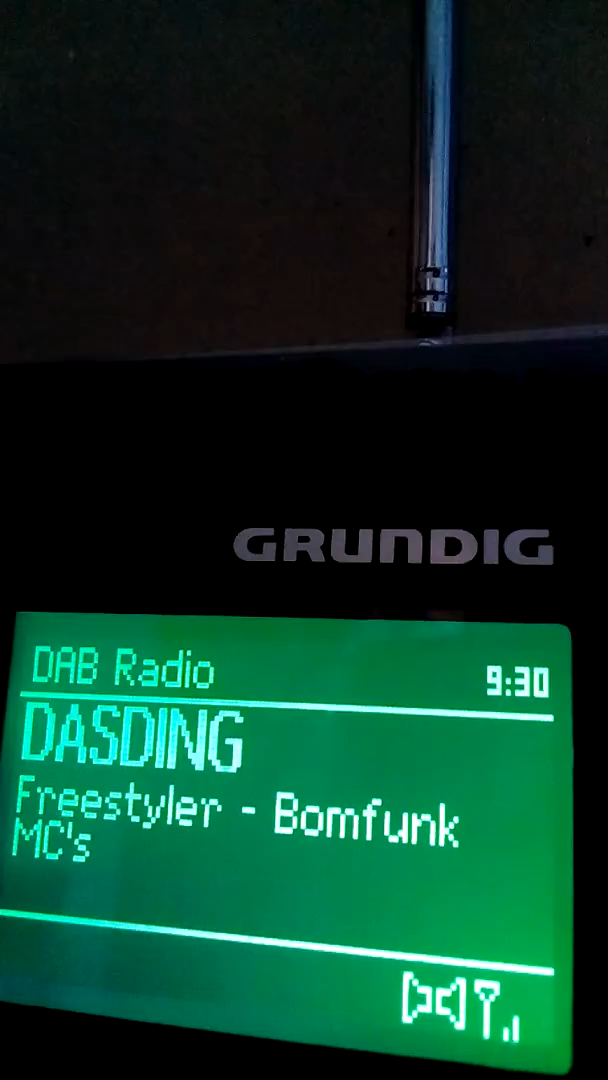 GRUNDIG
DAB Radio 9:30
DASDING
Freestyler - Bomfunk
MC's